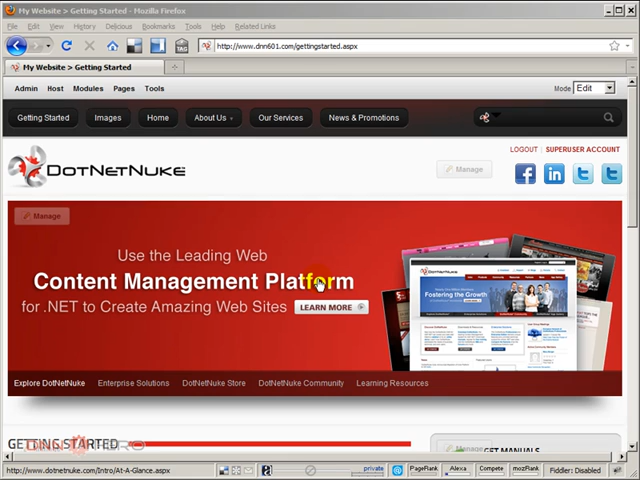 My Website > Getting Started - Mozilla Firefox
File Edit View History Bookmarks Tools Help Related Links
http://www.dnn601.com/gettingstarted.aspx
My Website > Getting Started
Admin Host Modules Pages Tools Mode Edit
Getting Started Images Home About Us Our Services News & Promotions
LOGOUT | SUPERUSER ACCOUNT
DOTNETNUKE
Manage
Manage
Use the Leading Web
Content Management Platform
for .NET to Create Amazing Web Sites LEARN MORE
Fostering the Growth
Explore DotNetNuke Enterprise Solutions DotNetNuke Store DotNetNuke Community Learning Resources
GETTING STARTED
Manage
GET MANUALS
http://www.dotnetnuke.com/Intro/At-A-Glance.aspx private PageRank Alexa Compete mozRank Fiddler: Disabled